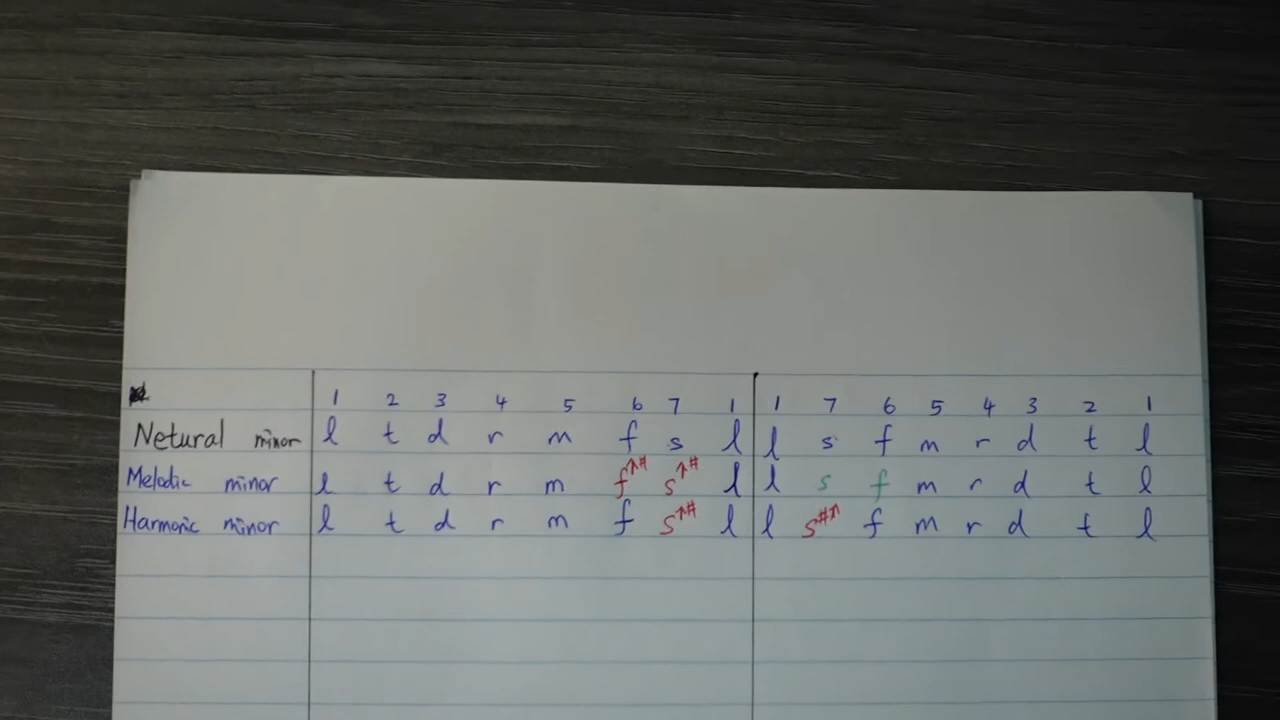 1 2 3 4 5 6 7 1 1 7 6 5 4 3 2 1
Netural minor l t d r m f s l l s f m r d t l
Melodic minor l t d r m f↑# s↑# l l s f m r d t l
Harmonic minor l t d r m f s↑# l l s#↑ f m r d t l